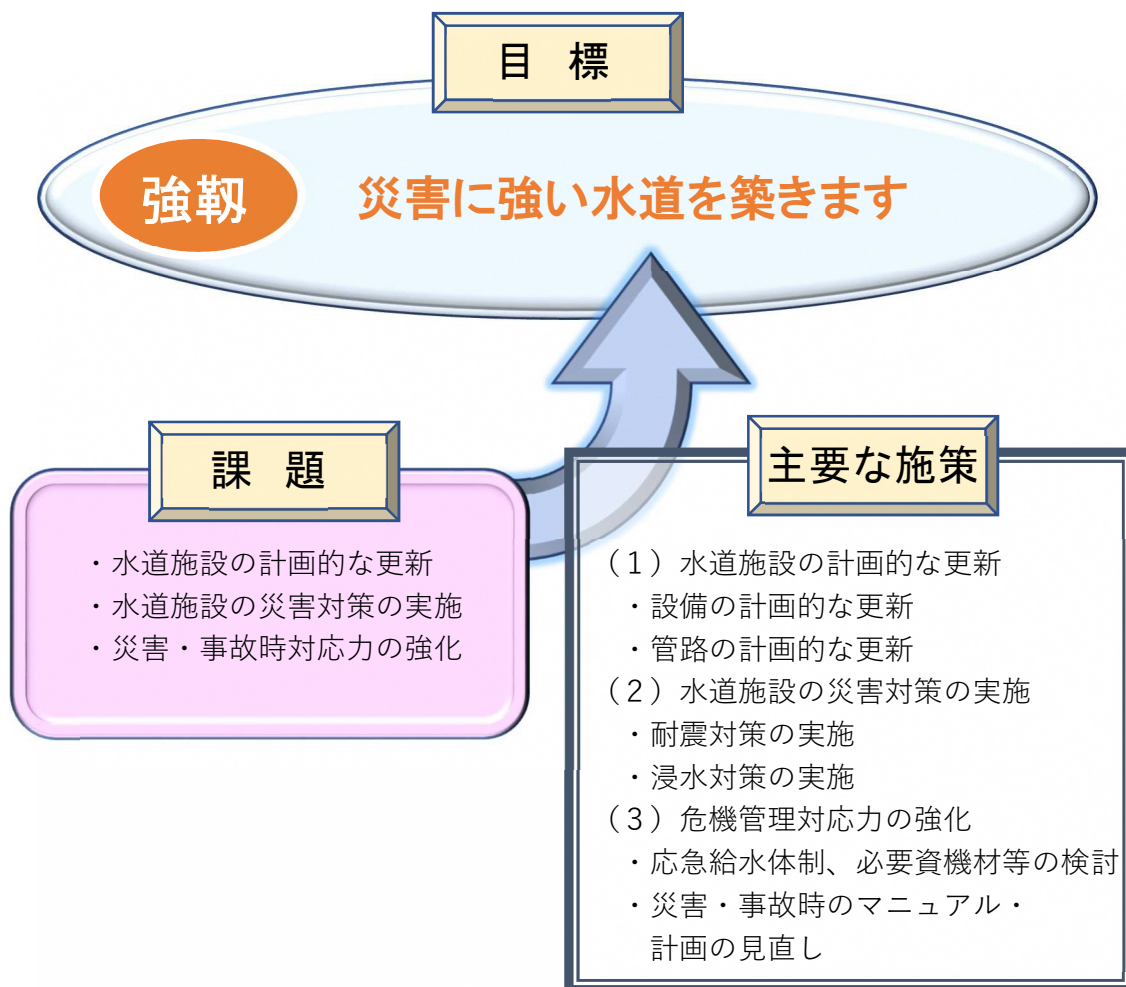 目 標
強靱 災害に強い水道を築きます
課 題
・水道施設の計画的な更新
・水道施設の災害対策の実施
・災害・事故時対応力の強化
主要な施策
（1）水道施設の計画的な更新
・設備の計画的な更新
・管路の計画的な更新
（2）水道施設の災害対策の実施
・耐震対策の実施
・浸水対策の実施
（3）危機管理対応力の強化
・応急給水体制、必要資機材等の検討
・災害・事故時のマニュアル・
計画の見直し